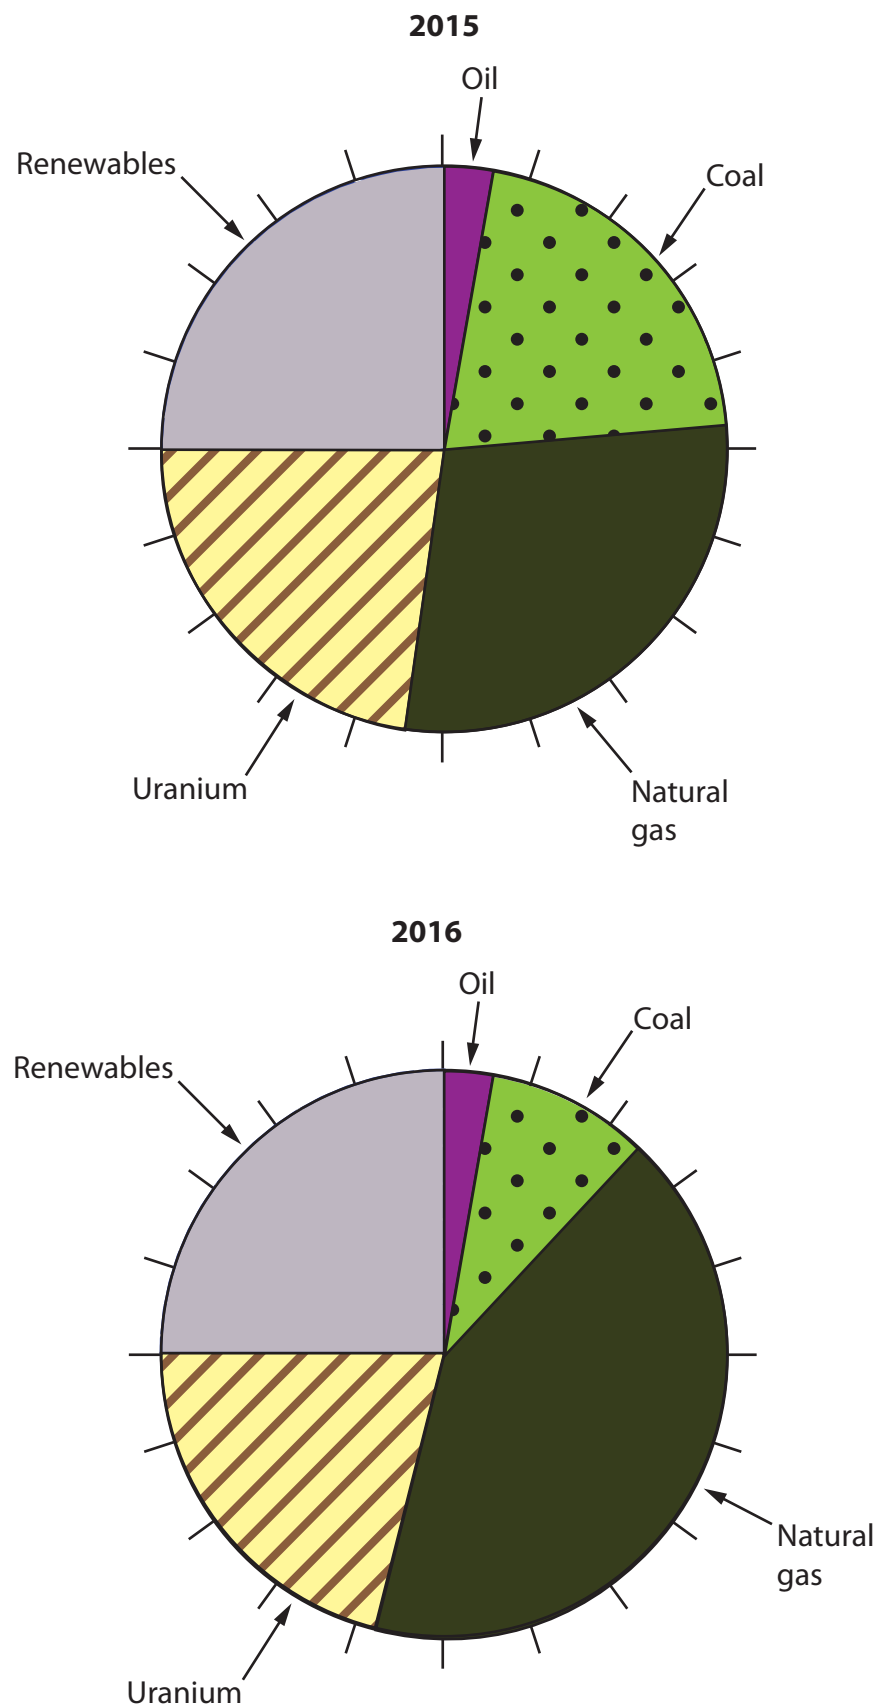 2015
Oil
Renewables
Coal
Uranium
Natural
gas
2016
Oil
Coal
Renewables
Natural
gas
Uranium